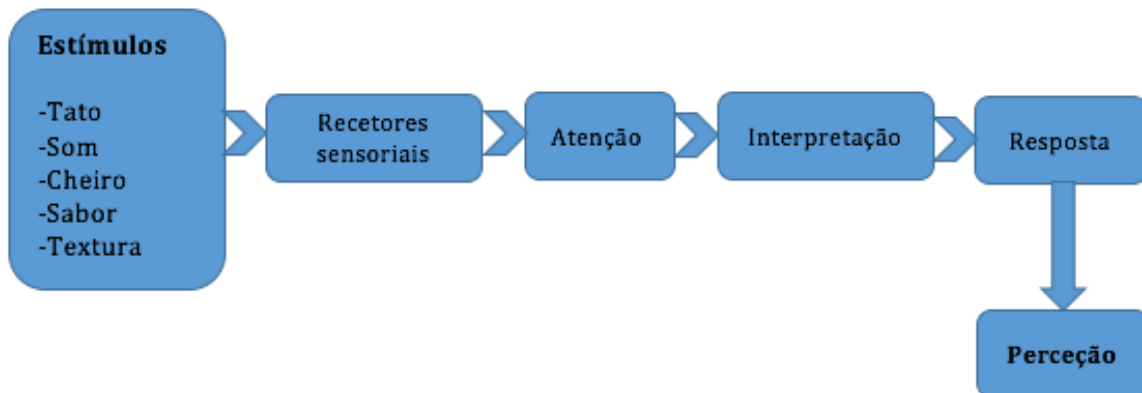 Estímulos
-Tato
-Som
-Cheiro
-Sabor
-Textura
Recetores
sensoriais
Atenção
Interpretação
Resposta
Perceção